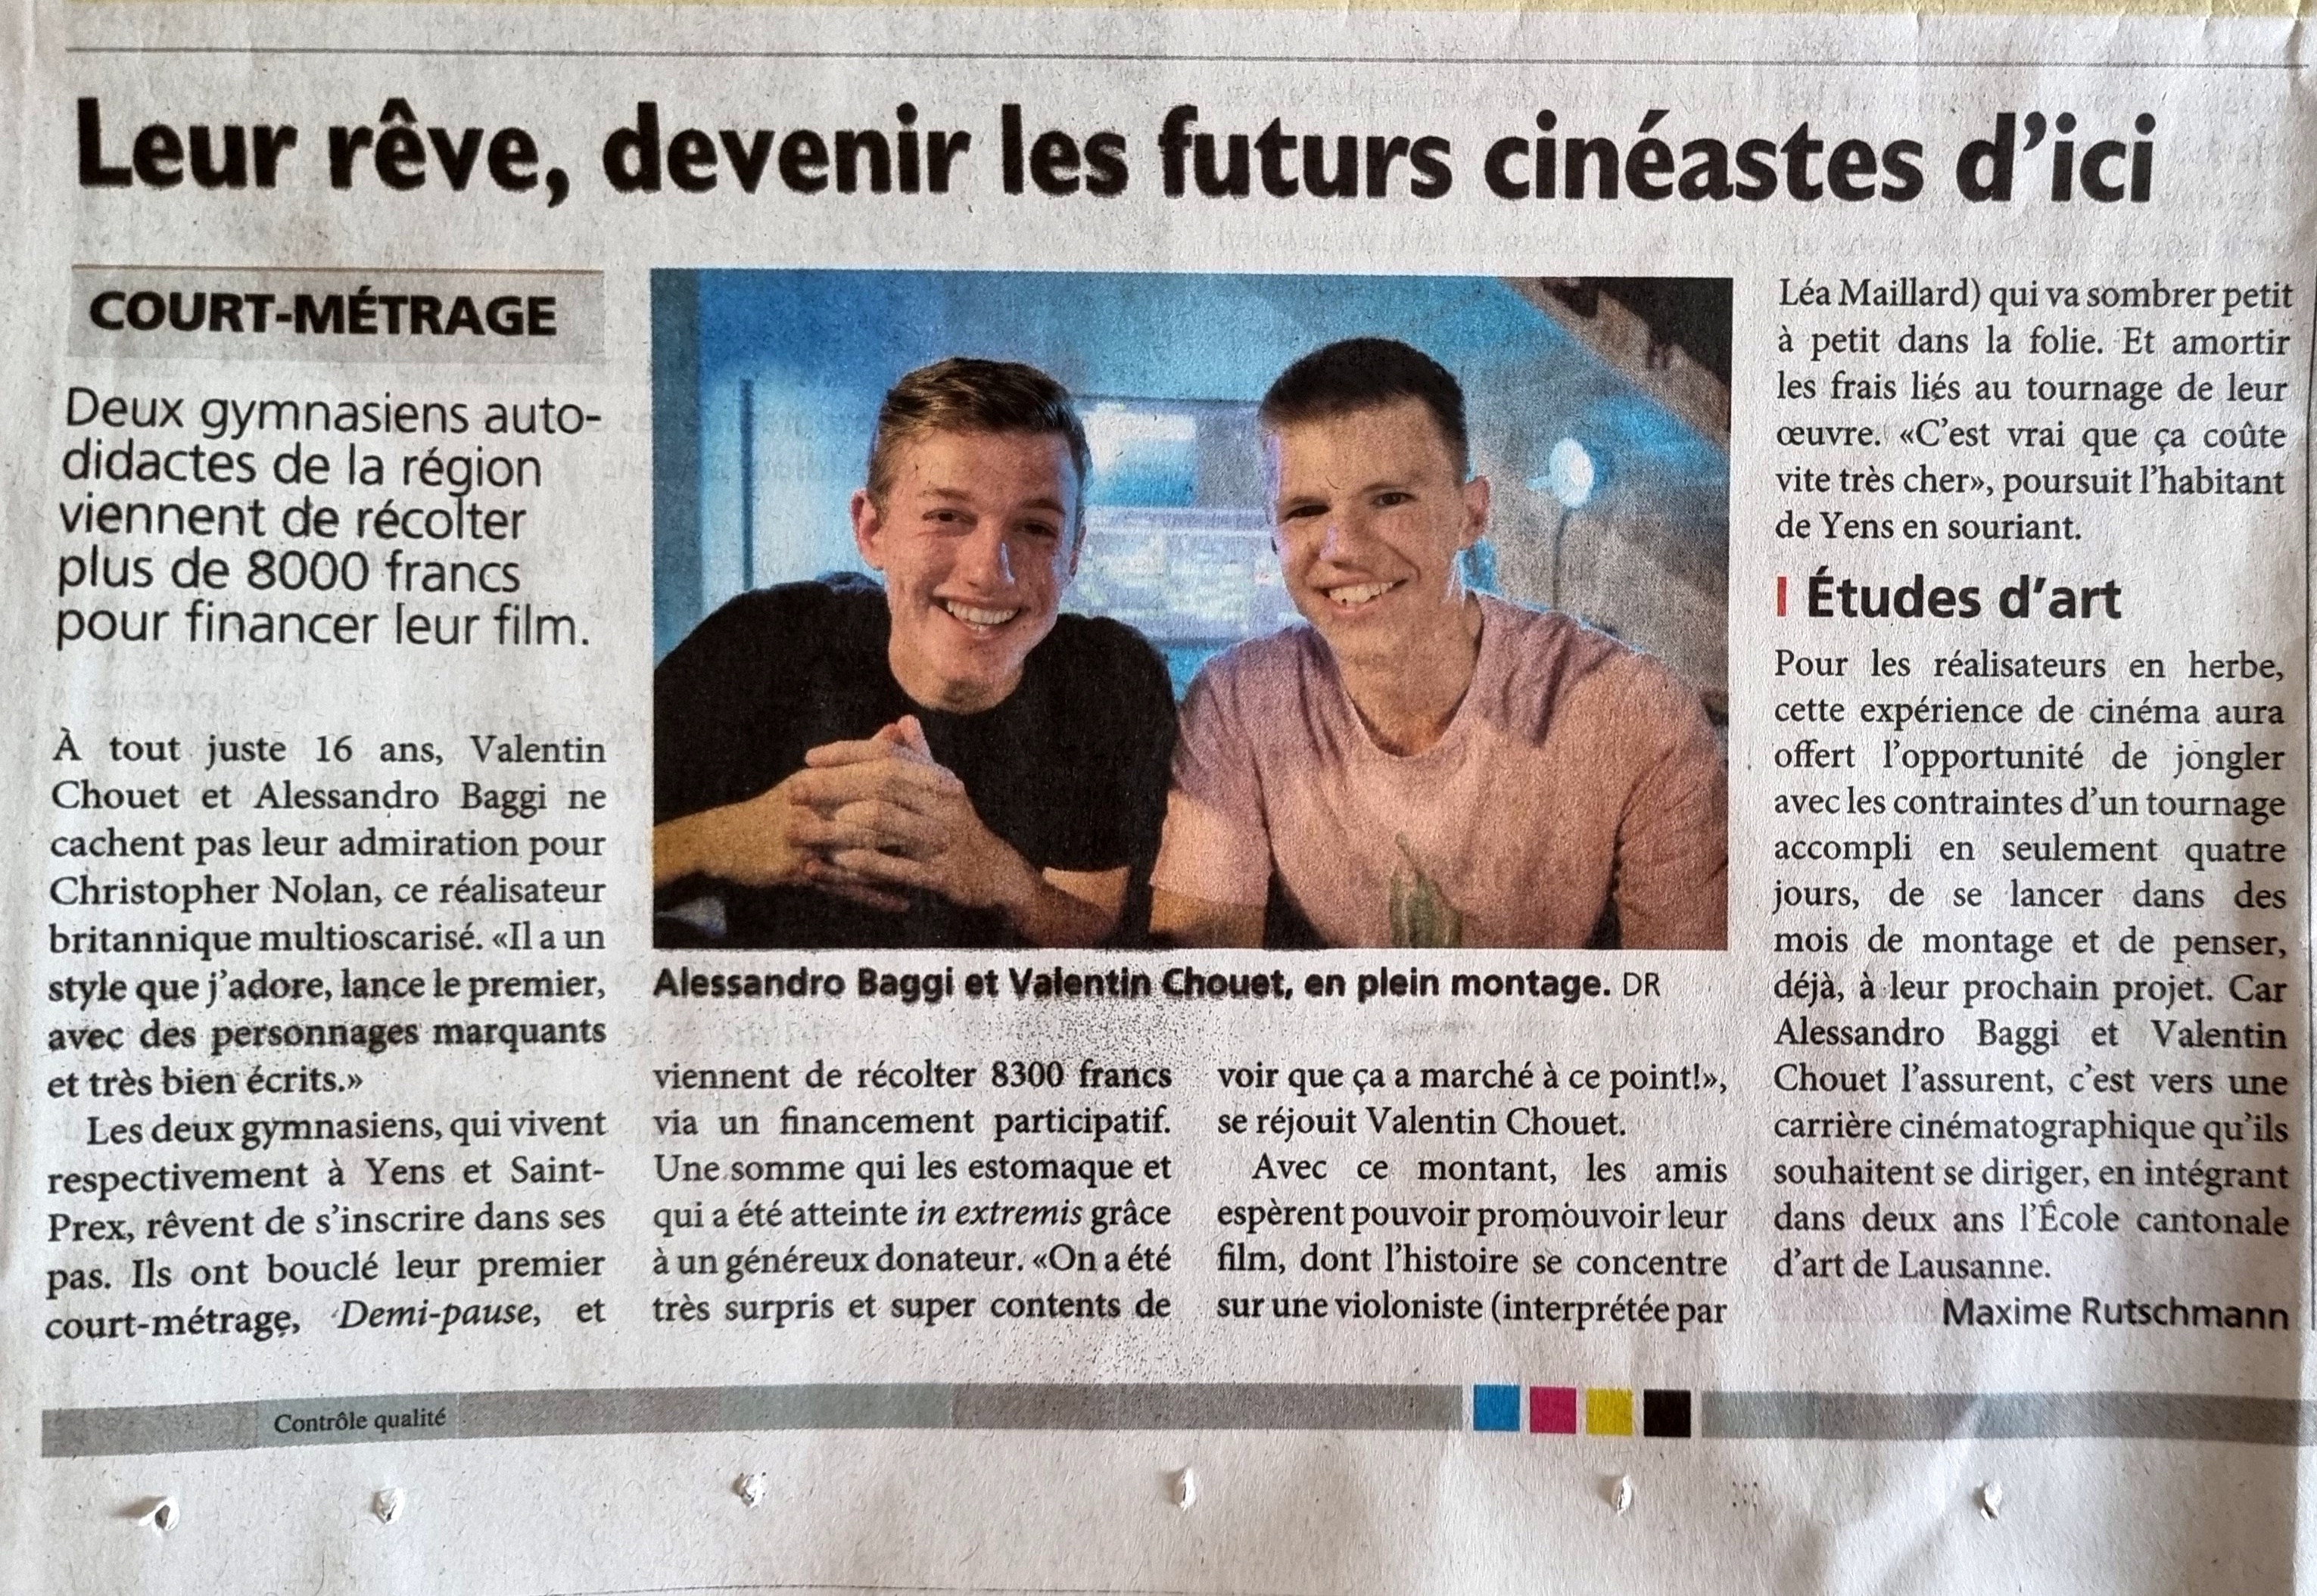 Leur rêve, devenir les futurs cinéastes d'ici
COURT-MÉTRAGE
Deux gymnasiens auto-
didactes de la région
viennent de récolter
plus de 8000 francs
pour financer leur film.
À tout juste 16 ans, Valentin
Chouet et Alessandro Baggi ne
cachent pas leur admiration pour
Christopher Nolan, ce réalisateur
britannique multioscarisé. «Il a un
style que j'adore, lance le premier,
avec des personnages marquants
et très bien écrits.»
Les deux gymnasiens, qui vivent
respectivement à Yens et Saint-
Prex, rêvent de s'inscrire dans ses
pas. Ils ont bouclé leur premier
court-métrage, Demi-pause, et
Alessandro Baggi et Valentin Chouet, en plein montage. DR
viennent de récolter 8300 francs
via un financement participatif.
Une somme qui les estomaque et
qui a été atteinte in extremis grâce
à un généreux donateur. «On a été
très surpris et super contents de
voir que ça a marché à ce point!»,
se réjouit Valentin Chouet.
Avec ce montant, les amis
espèrent pouvoir promouvoir leur
film, dont l'histoire se concentre
sur une violoniste (interprétée par
Léa Maillard) qui va sombrer petit
à petit dans la folie. Et amortir
les frais liés au tournage de leur
œuvre. «C'est vrai que ça coûte
vite très cher», poursuit l'habitant
de Yens en souriant.
Études d'art
Pour les réalisateurs en herbe,
cette expérience de cinéma aura
offert l'opportunité de jongler
avec les contraintes d'un tournage
accompli en seulement quatre
jours, de se lancer dans des
mois de montage et de penser,
déjà, à leur prochain projet. Car
Alessandro Baggi et Valentin
Chouet l'assurent, c'est vers une
carrière cinématographique qu'ils
souhaitent se diriger, en intégrant
dans deux ans l'École cantonale
d'art de Lausanne.
Maxime Rutschmann
Contrôle qualité